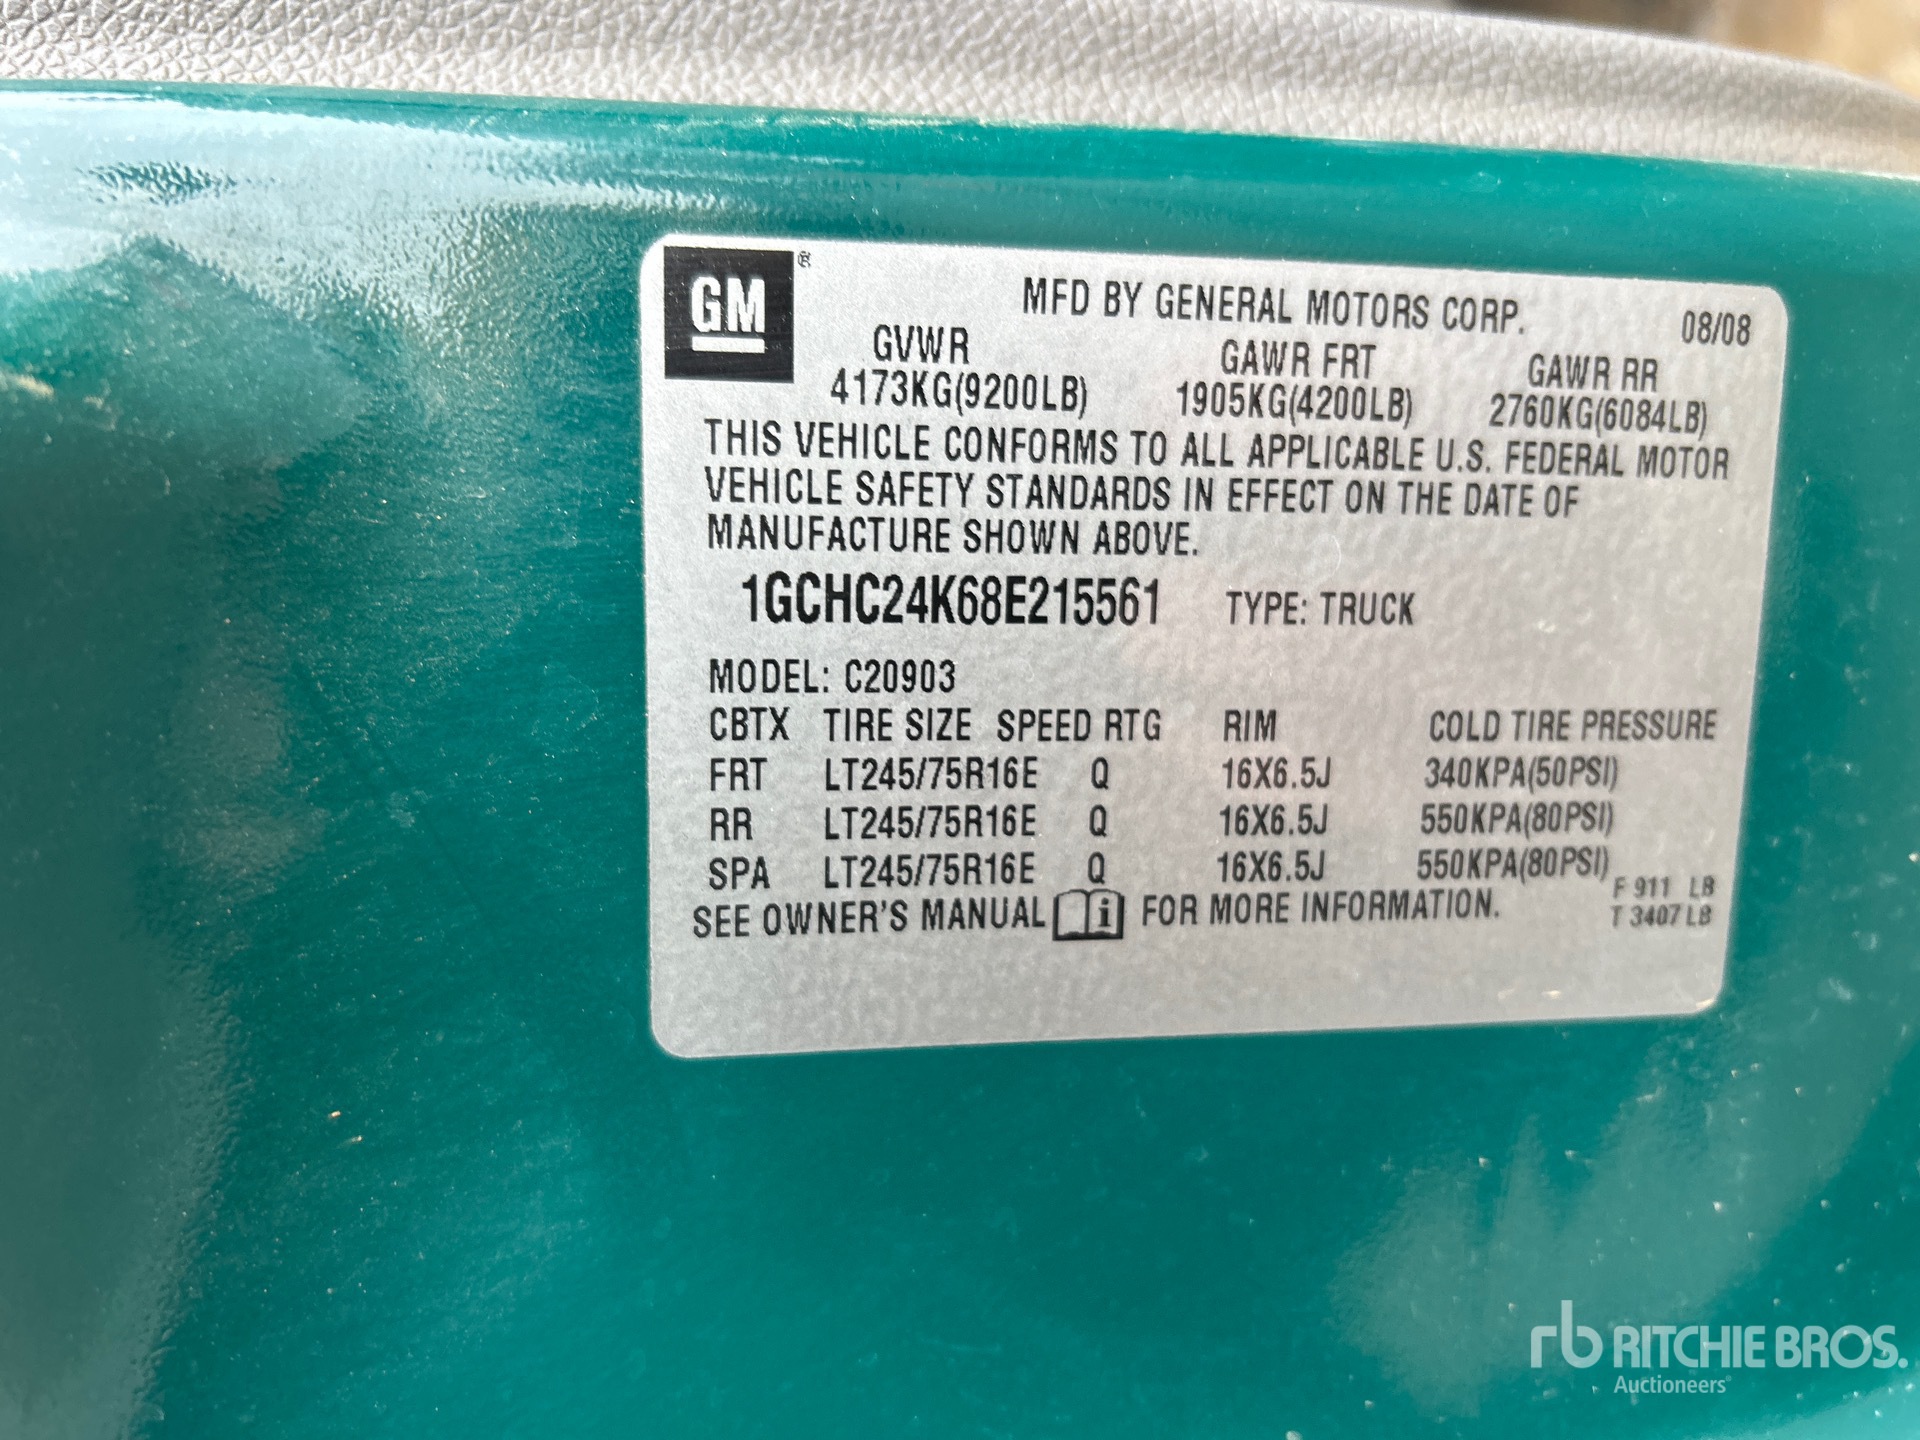 GM ®
MFD BY GENERAL MOTORS CORP. 08/08
GVWR GAWR FRT GAWR RR
4173KG(9200LB) 1905KG(4200LB) 2760KG(6084LB)
THIS VEHICLE CONFORMS TO ALL APPLICABLE U.S. FEDERAL MOTOR
VEHICLE SAFETY STANDARDS IN EFFECT ON THE DATE OF
MANUFACTURE SHOWN ABOVE.
1GCHC24K68E215561 TYPE: TRUCK
MODEL: C20903
CBTX TIRE SIZE SPEED RTG RIM COLD TIRE PRESSURE
FRT LT245/75R16E Q 16X6.5J 340KPA(50PSI)
RR LT245/75R16E Q 16X6.5J 550KPA(80PSI)
SPA LT245/75R16E Q 16X6.5J 550KPA(80PSI)
F 911 LB
SEE OWNER'S MANUAL i FOR MORE INFORMATION. T 3407 LB
rb RITCHIE BROS.
Auctioneers